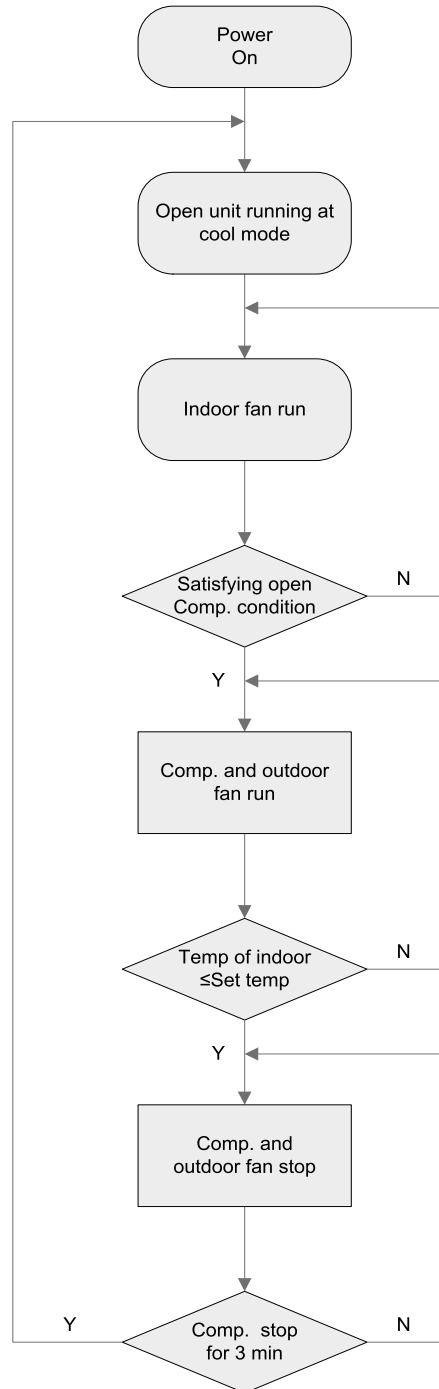 Power
On
Open unit running at
cool mode
Indoor fan run
Satisfying open
Comp. condition
N
Y
Comp. and outdoor
fan run
Temp of indoor
≤Set temp
N
Y
Comp. and
outdoor fan stop
Y
Comp. stop
for 3 min
N